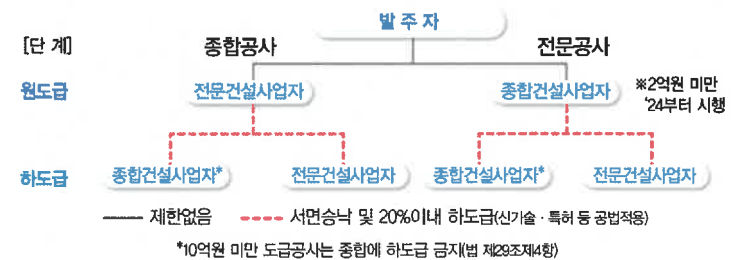 발 주 자
[단 계] 종합공사 전문공사
원도급 전문건설사업자 종합건설사업자 ※2억원 미만
'24부터 시행
하도급 종합건설사업자* 전문건설사업자 종합건설사업자* 전문건설사업자
제한없음 서면승낙 및 20%이내 하도급(신기술·특허 등 공법적용)
*10억원 미만 도급공사는 종합에 하도급 금지(법 제29조제4항)